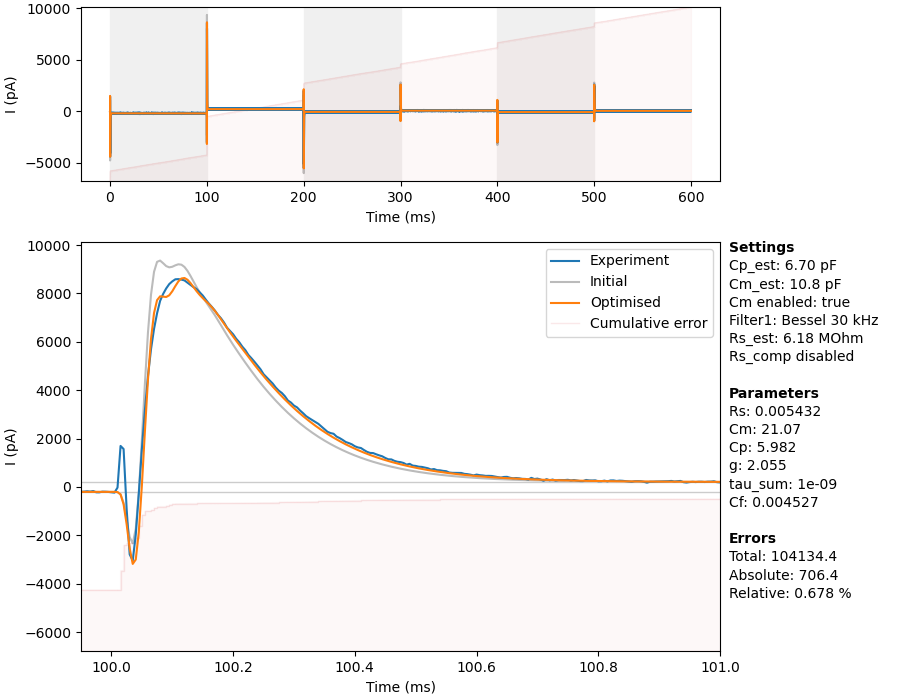 10000
5000
0
−5000
I (pA)
0 100 200 300 400 500 600
Time (ms)
10000
8000
6000
4000
2000
0
−2000
−4000
−6000
I (pA)
Experiment
Initial
Optimised
Cumulative error
100.0 100.2 100.4 100.6 100.8 101.0
Time (ms)
Settings
Cp_est: 6.70 pF
Cm_est: 10.8 pF
Cm enabled: true
Filter1: Bessel 30 kHz
Rs_est: 6.18 MOhm
Rs_comp disabled
Parameters
Rs: 0.005432
Cm: 21.07
Cp: 5.982
g: 2.055
tau_sum: 1e-09
Cf: 0.004527
Errors
Total: 104134.4
Absolute: 706.4
Relative: 0.678 %